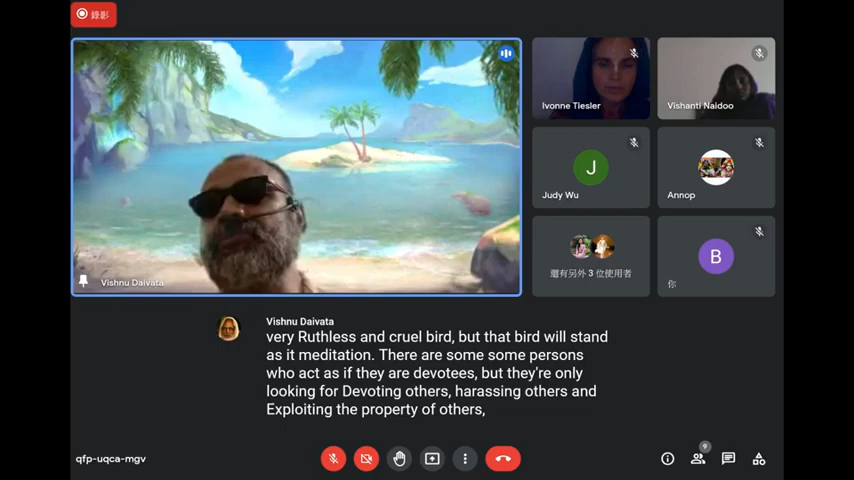 錄影
Ivonne Tiesler
Vishanti Naidoo
J
Judy Wu
Annop
Vishnu Daivata
還有另外 3 位使用者
B
你
Vishnu Daivata
very Ruthless and cruel bird, but that bird will stand
as it meditation. There are some some persons
who act as if they are devotees, but they're only
looking for Devoting others, harassing others and
Exploiting the property of others,
qfp-uqca-mgv
9